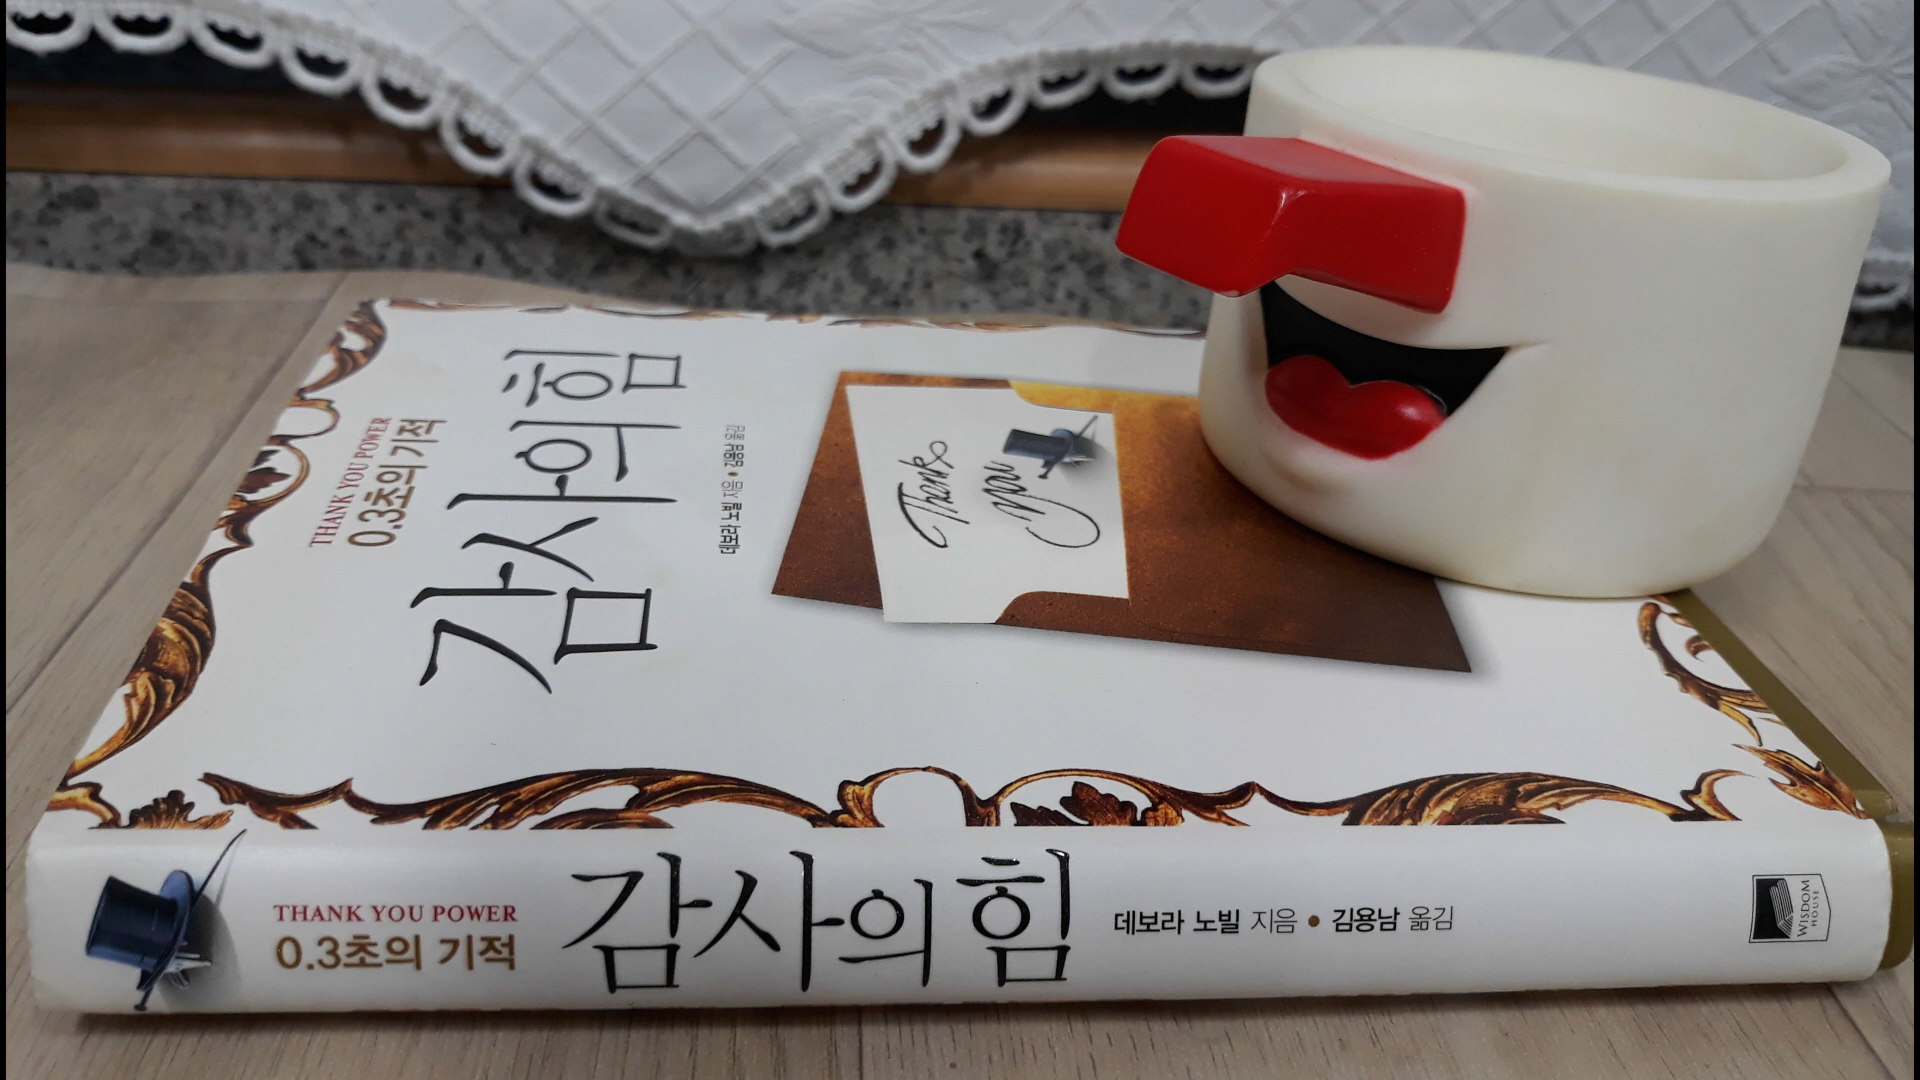 THANK YOU POWER
0.3초의 기적
감사의 힘
데보라 노빌 지음 • 김용남 옮김
Thank
You
THANK YOU POWER
0.3초의 기적
감사의 힘
데보라 노빌 지음 • 김용남 옮김
WISDOM
HOUSE